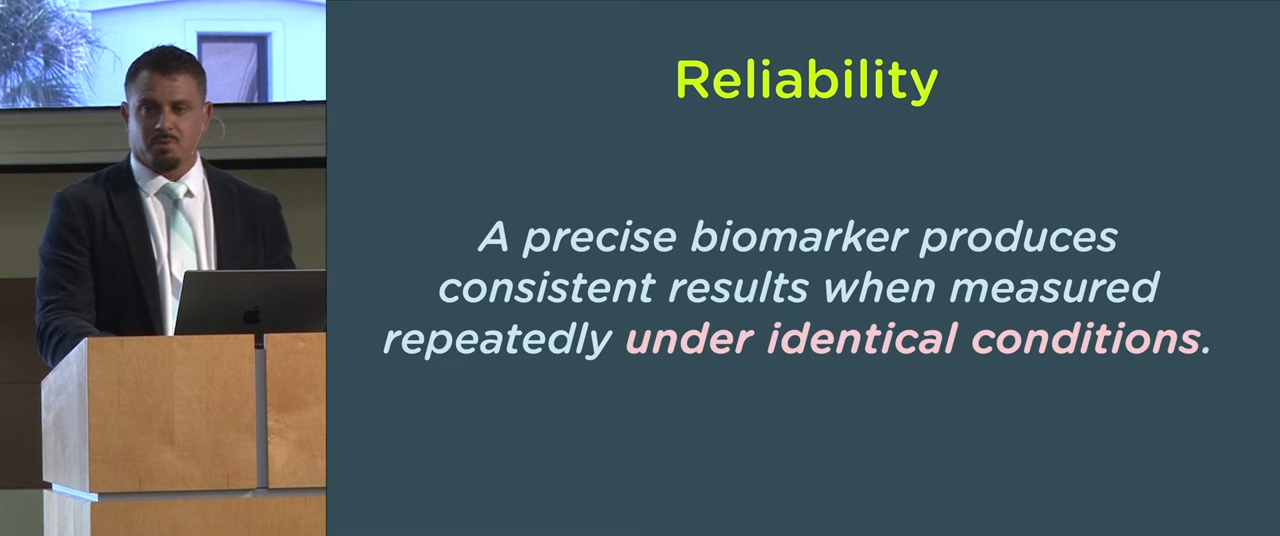 Reliability
A precise biomarker produces
consistent results when measured
repeatedly under identical conditions.